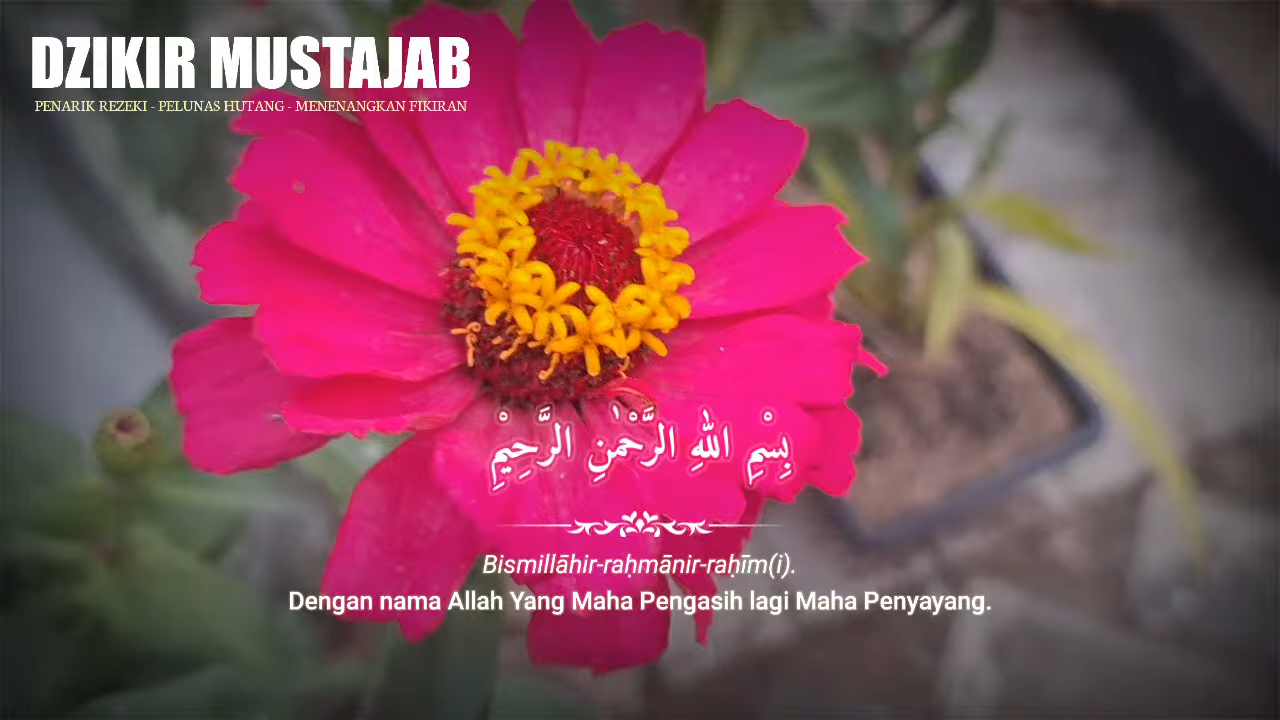 DZIKIR MUSTAJAB
PENARIK REZEKI - PELUNAS HUTANG - MENENANGKAN FIKIRAN
بِسْمِ اللّٰهِ الرَّحْمٰنِ الرَّحِيْمِ
Bismillāhir-raḥmānir-raḥīm(i).
Dengan nama Allah Yang Maha Pengasih lagi Maha Penyayang.